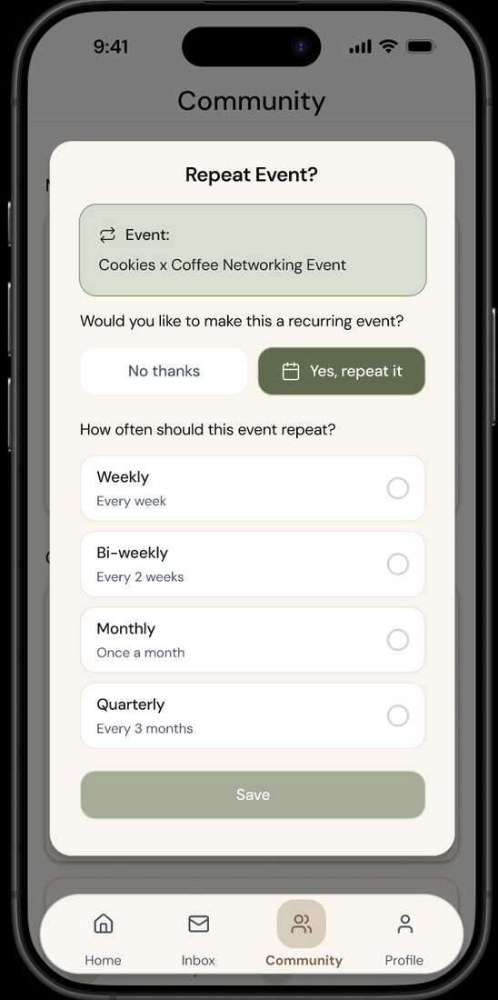 9:41
Community
Repeat Event?
Event:
Cookies x Coffee Networking Event
Would you like to make this a recurring event?
No thanks
Yes, repeat it
How often should this event repeat?
Weekly
Every week
Bi-weekly
Every 2 weeks
Monthly
Once a month
Quarterly
Every 3 months
Save
Home
Inbox
Community
Profile